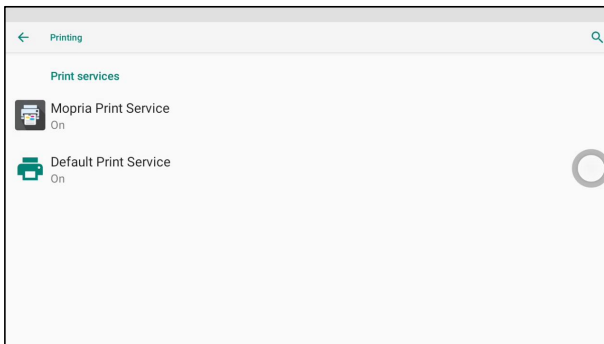 Printing
Print services
Mopria Print Service
On
Default Print Service
On